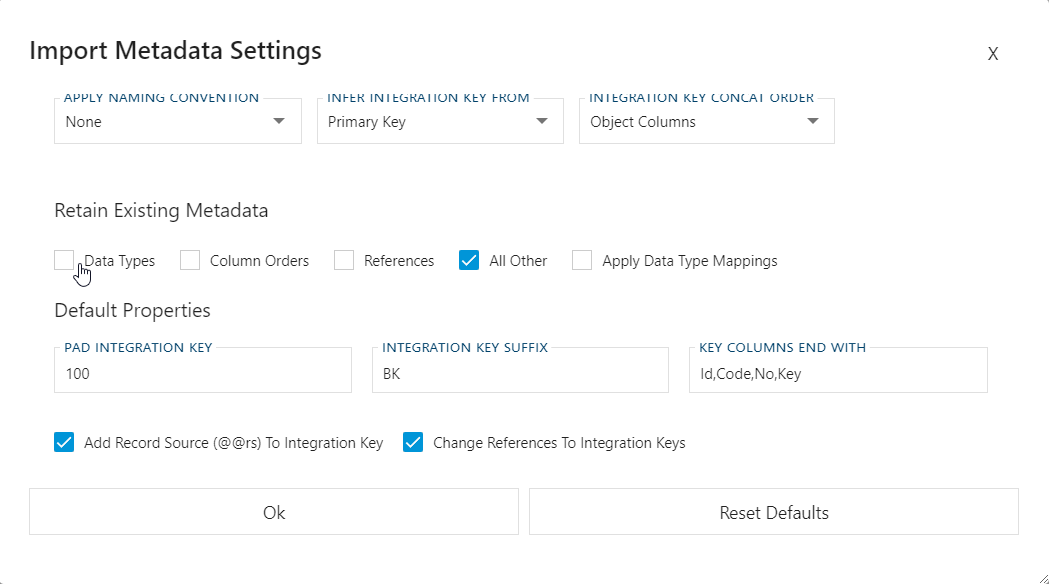 Import Metadata Settings
X
APPLY NAMING CONVENTION INFER INTEGRATION KEY FROM INTEGRATION KEY CONCAT ORDER
None Primary Key Object Columns
Retain Existing Metadata
Data Types Column Orders References All Other Apply Data Type Mappings
Default Properties
PAD INTEGRATION KEY INTEGRATION KEY SUFFIX KEY COLUMNS END WITH
100 BK Id,Code,No,Key
Add Record Source (@@rs) To Integration Key Change References To Integration Keys
Ok Reset Defaults